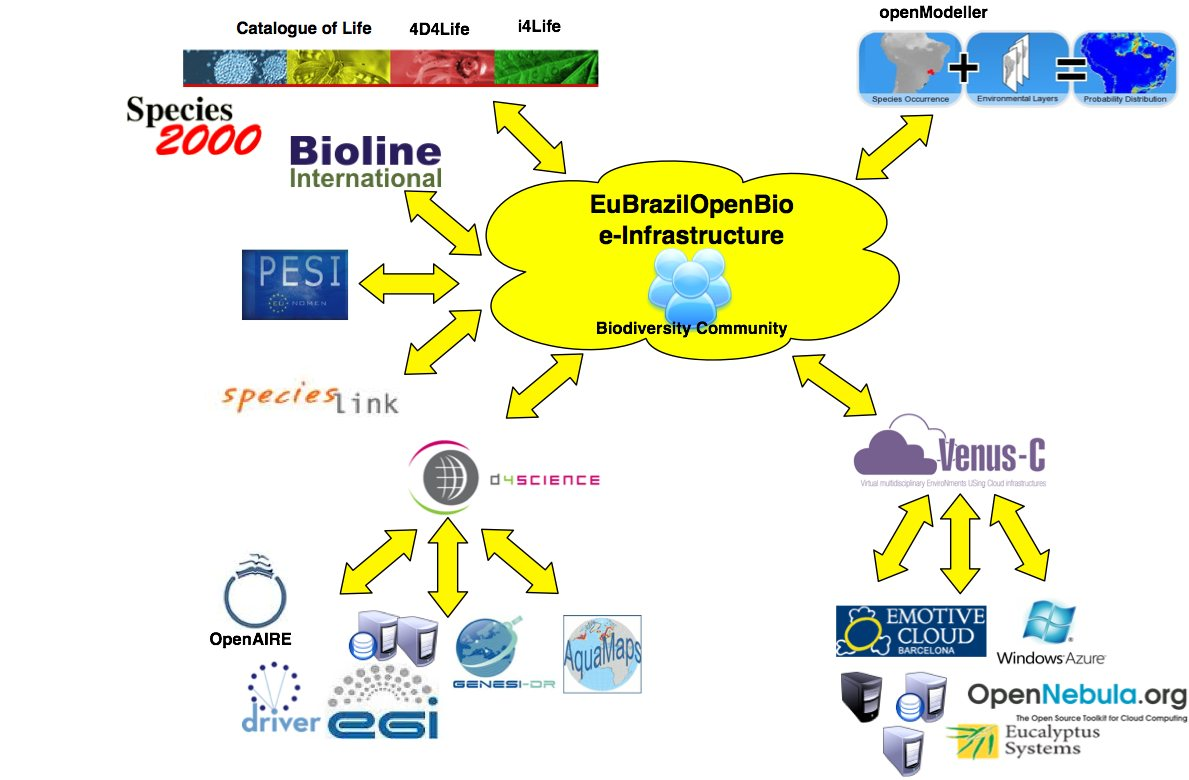 openModeller
Catalogue of Life
4D4Life
i4Life
Species Occurrence
Environmental Layers
Probability Distribution
Species
2000
Bioline
International
EuBrazilOpenBio
e-Infrastructure
PESI
EU NOMEN
Biodiversity Community
species
link
D4SCIENCE
Venus-C
Virtual multidisciplinary EnviroNments USing Cloud infrastructures
OpenAIRE
GENESI-DR
AquaMaps
driver
egi
EMOTIVE
CLOUD
BARCELONA
Windows Azure
OpenNebula.org
The Open Source Toolkit for Cloud Computing
Eucalyptus
Systems